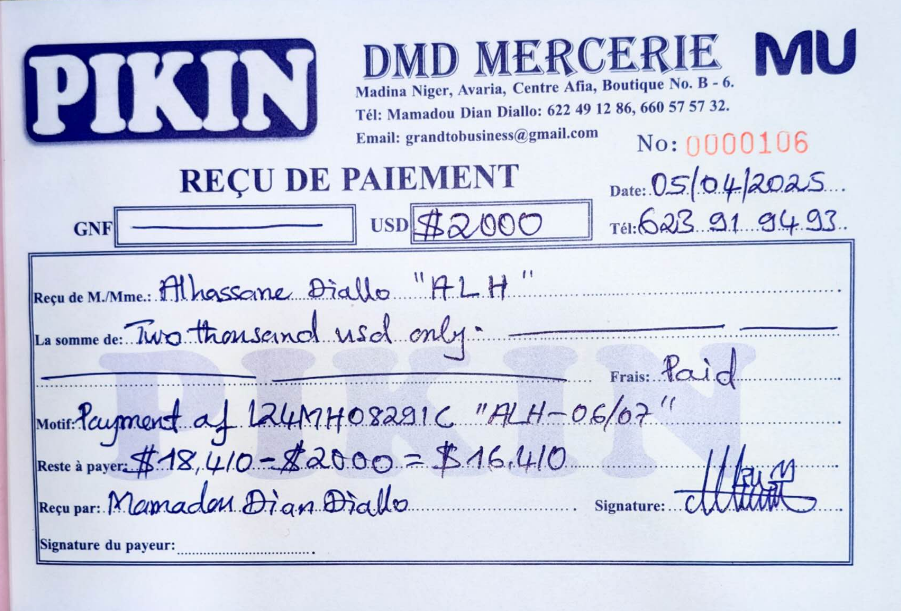 PIKIN
DMD MERCERIE
MU
Madina Niger, Avaria, Centre Afia, Boutique No. B - 6.
Tél: Mamadou Dian Diallo: 622 49 12 86, 660 57 57 32.
Email: grandtobusiness@gmail.com
No: 0000106
REÇU DE PAIEMENT
Date: 05/04/2025
GNF
USD $2000
Tél: 623 91 94 93
Reçu de M./Mme.: Alhassane Diallo "ALH"
La somme de: Two thousand usd only.
Frais: Paid
Motif: Payment of L24MH08291C "ALH-06/07"
Reste à payer: $18,410 - $2000 = $16,410
Reçu par: Mamadou Dian Diallo
Signature:
Signature du payeur:
PIKIN